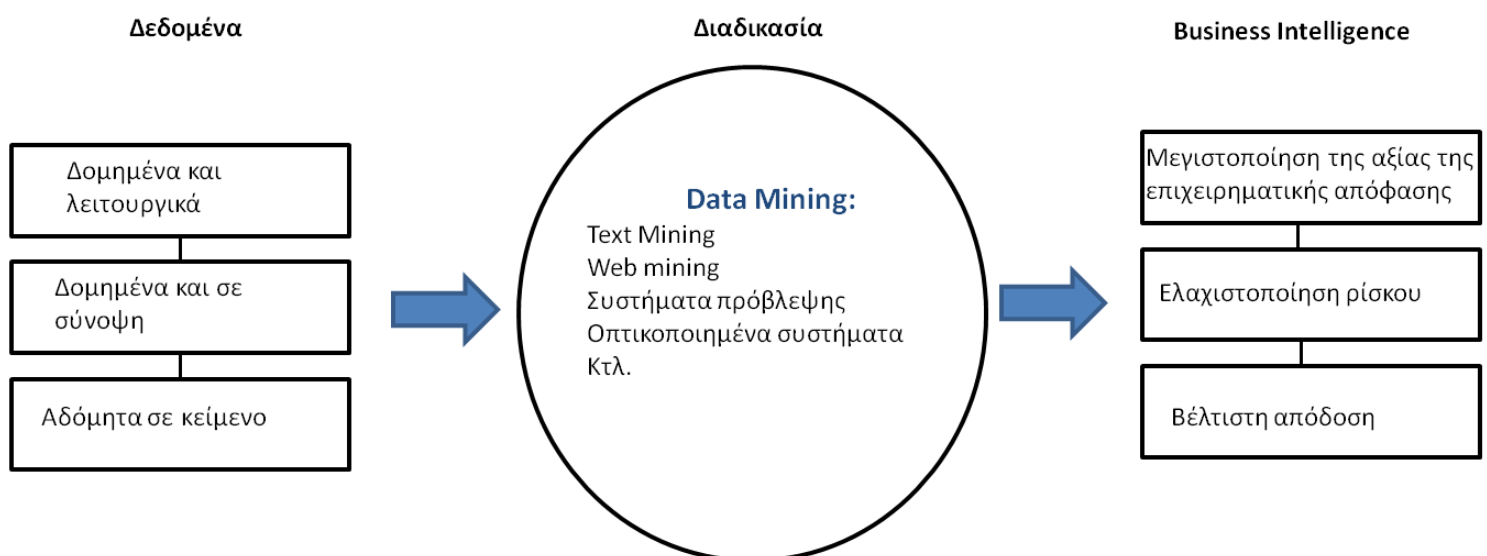 Δεδομένα
Διαδικασία
Business Intelligence
Δομημένα και
λειτουργικά
Δομημένα και σε
σύνοψη
Αδόμητα σε κείμενο
Data Mining:
Text Mining
Web mining
Συστήματα πρόβλεψης
Οπτικοποιημένα συστήματα
Κτλ.
Μεγιστοποίηση της αξίας της
επιχειρηματικής απόφασης
Ελαχιστοποίηση ρίσκου
Βέλτιστη απόδοση